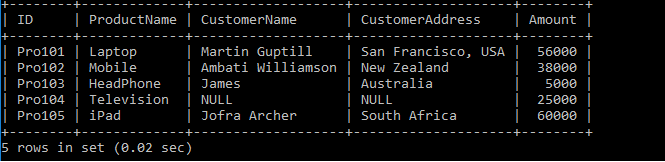 | ID | ProductName | CustomerName | CustomerAddress | Amount |
| Pro101 | Laptop | Martin Guptill | San Francisco, USA | 56000 |
| Pro102 | Mobile | Ambati Williamson | New Zealand | 38000 |
| Pro103 | HeadPhone | James | Australia | 5000 |
| Pro104 | Television | NULL | NULL | 25000 |
| Pro105 | iPad | Jofra Archer | South Africa | 60000 |
5 rows in set (0.02 sec)